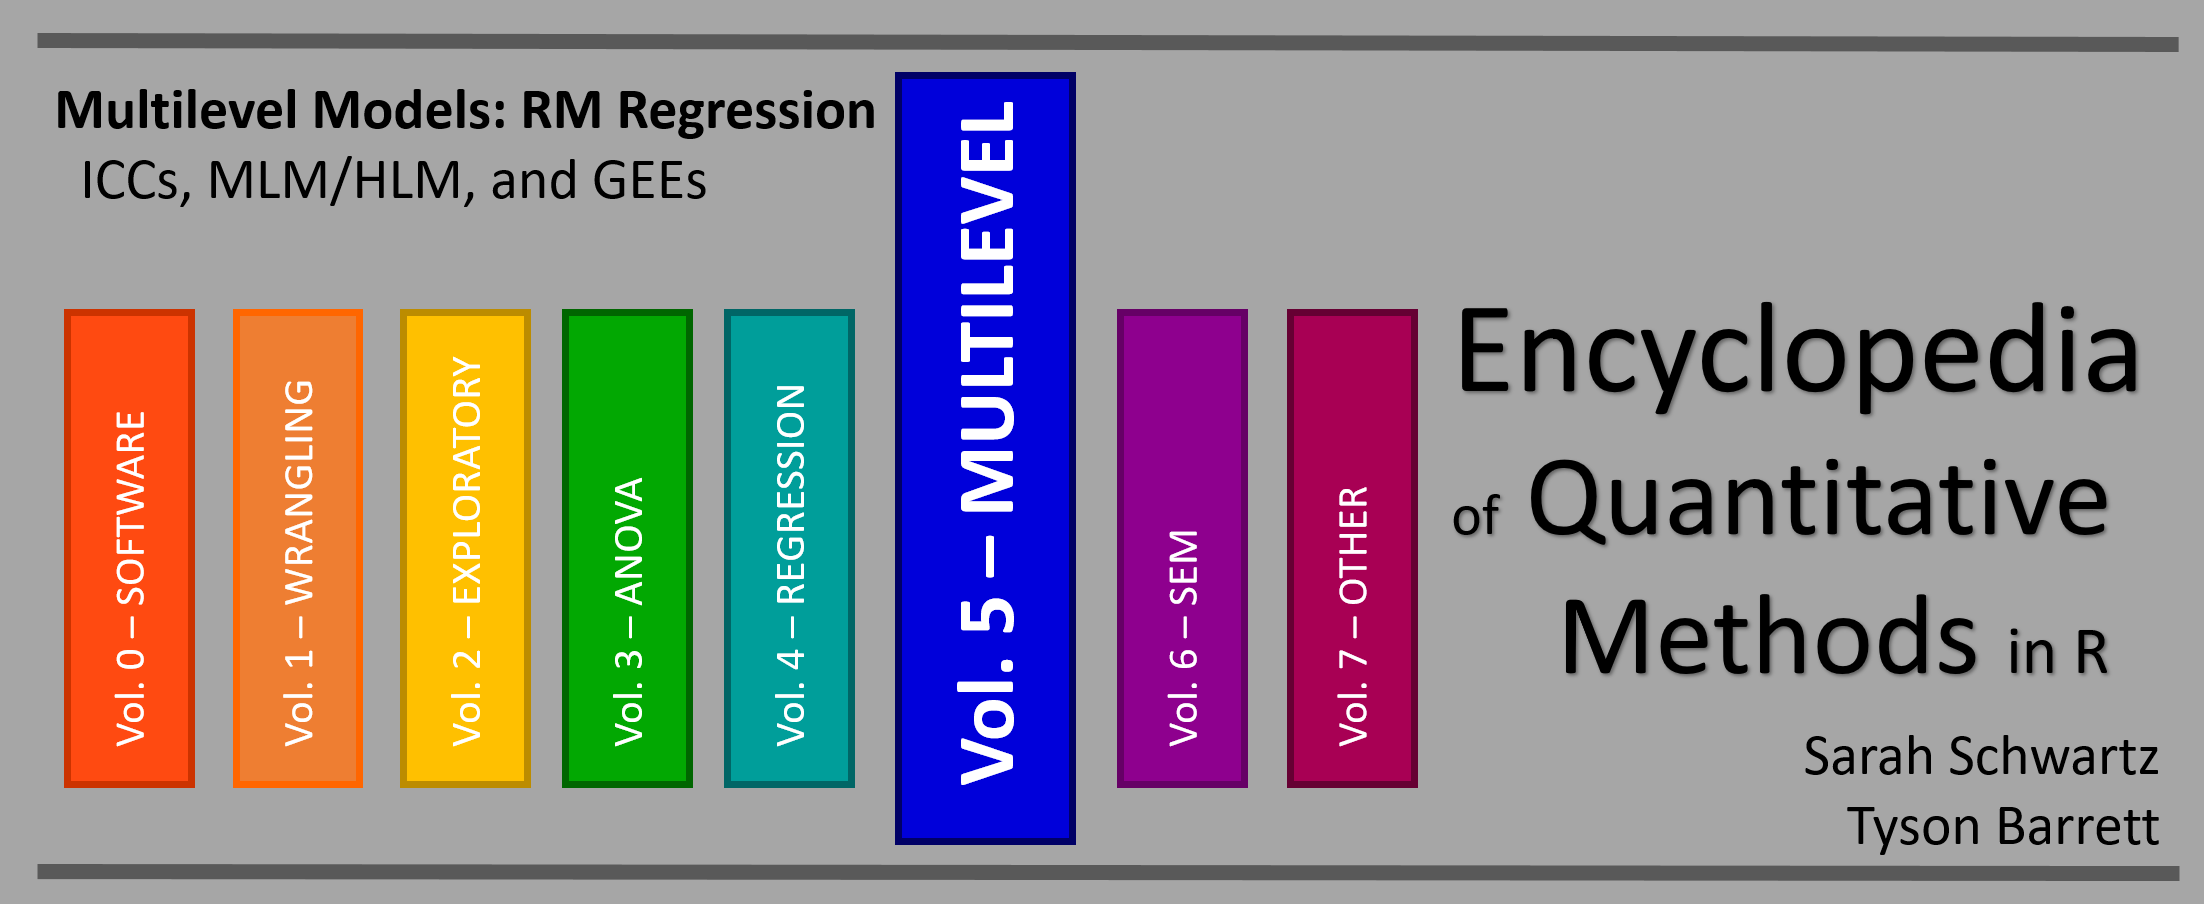 Multilevel Models: RM Regression
ICCs, MLM/HLM, and GEEs
Vol. 0 – SOFTWARE
Vol. 1 – WRANGLING
Vol. 2 – EXPLORATORY
Vol. 3 – ANOVA
Vol. 4 – REGRESSION
Vol. 5 – MULTILEVEL
Vol. 6 – SEM
Vol. 7 – OTHER
Encyclopedia
of Quantitative
Methods in R
Sarah Schwartz
Tyson Barrett